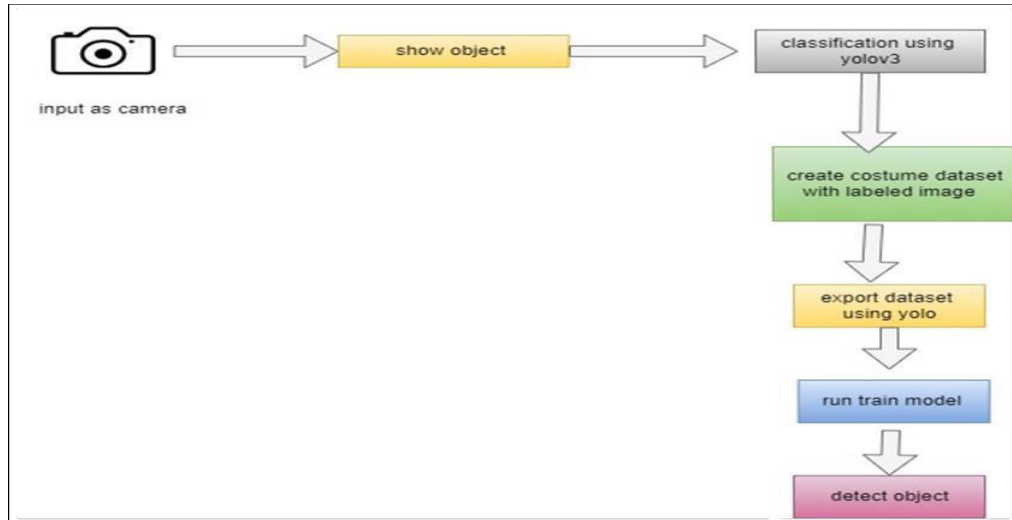 input as camera
show object
classification using
yolov3
create costume dataset
with labeled image
export dataset
using yolo
run train model
detect object